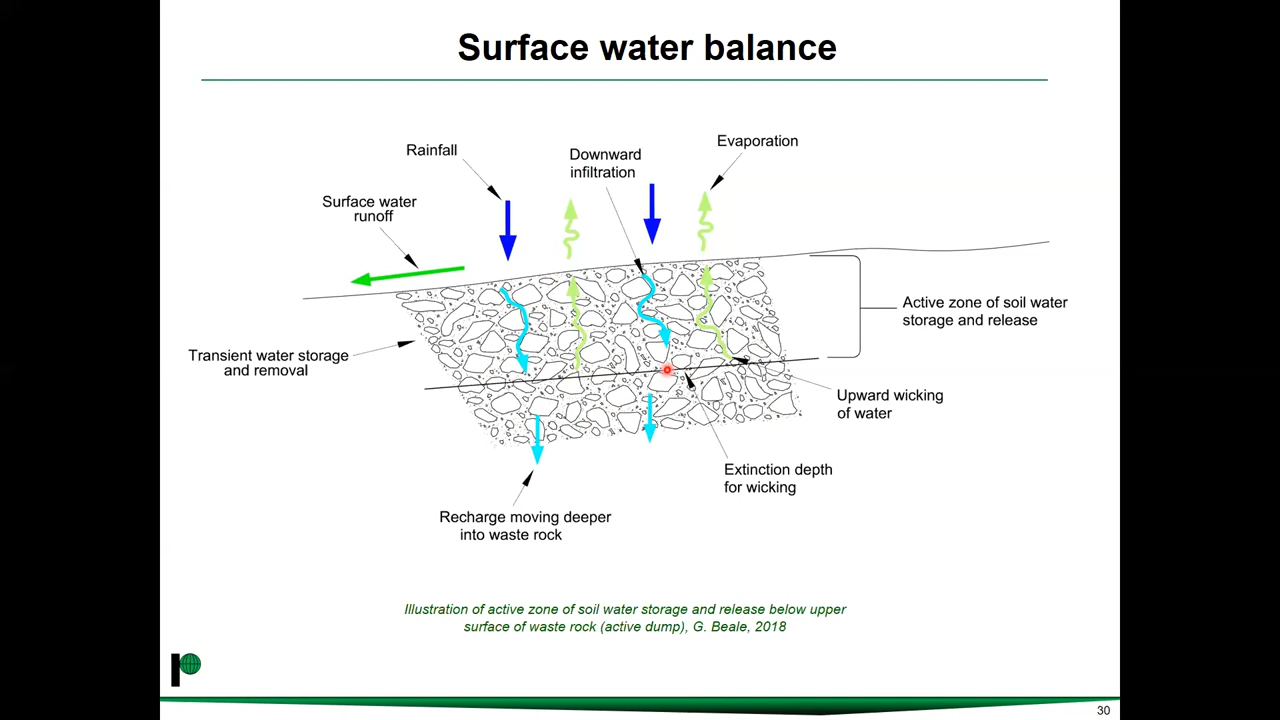 Surface water balance
Rainfall
Downward
infiltration
Evaporation
Surface water
runoff
Active zone of soil water
storage and release
Transient water storage
and removal
Upward wicking
of water
Extinction depth
for wicking
Recharge moving deeper
into waste rock
Illustration of active zone of soil water storage and release below upper
surface of waste rock (active dump), G. Beale, 2018
30